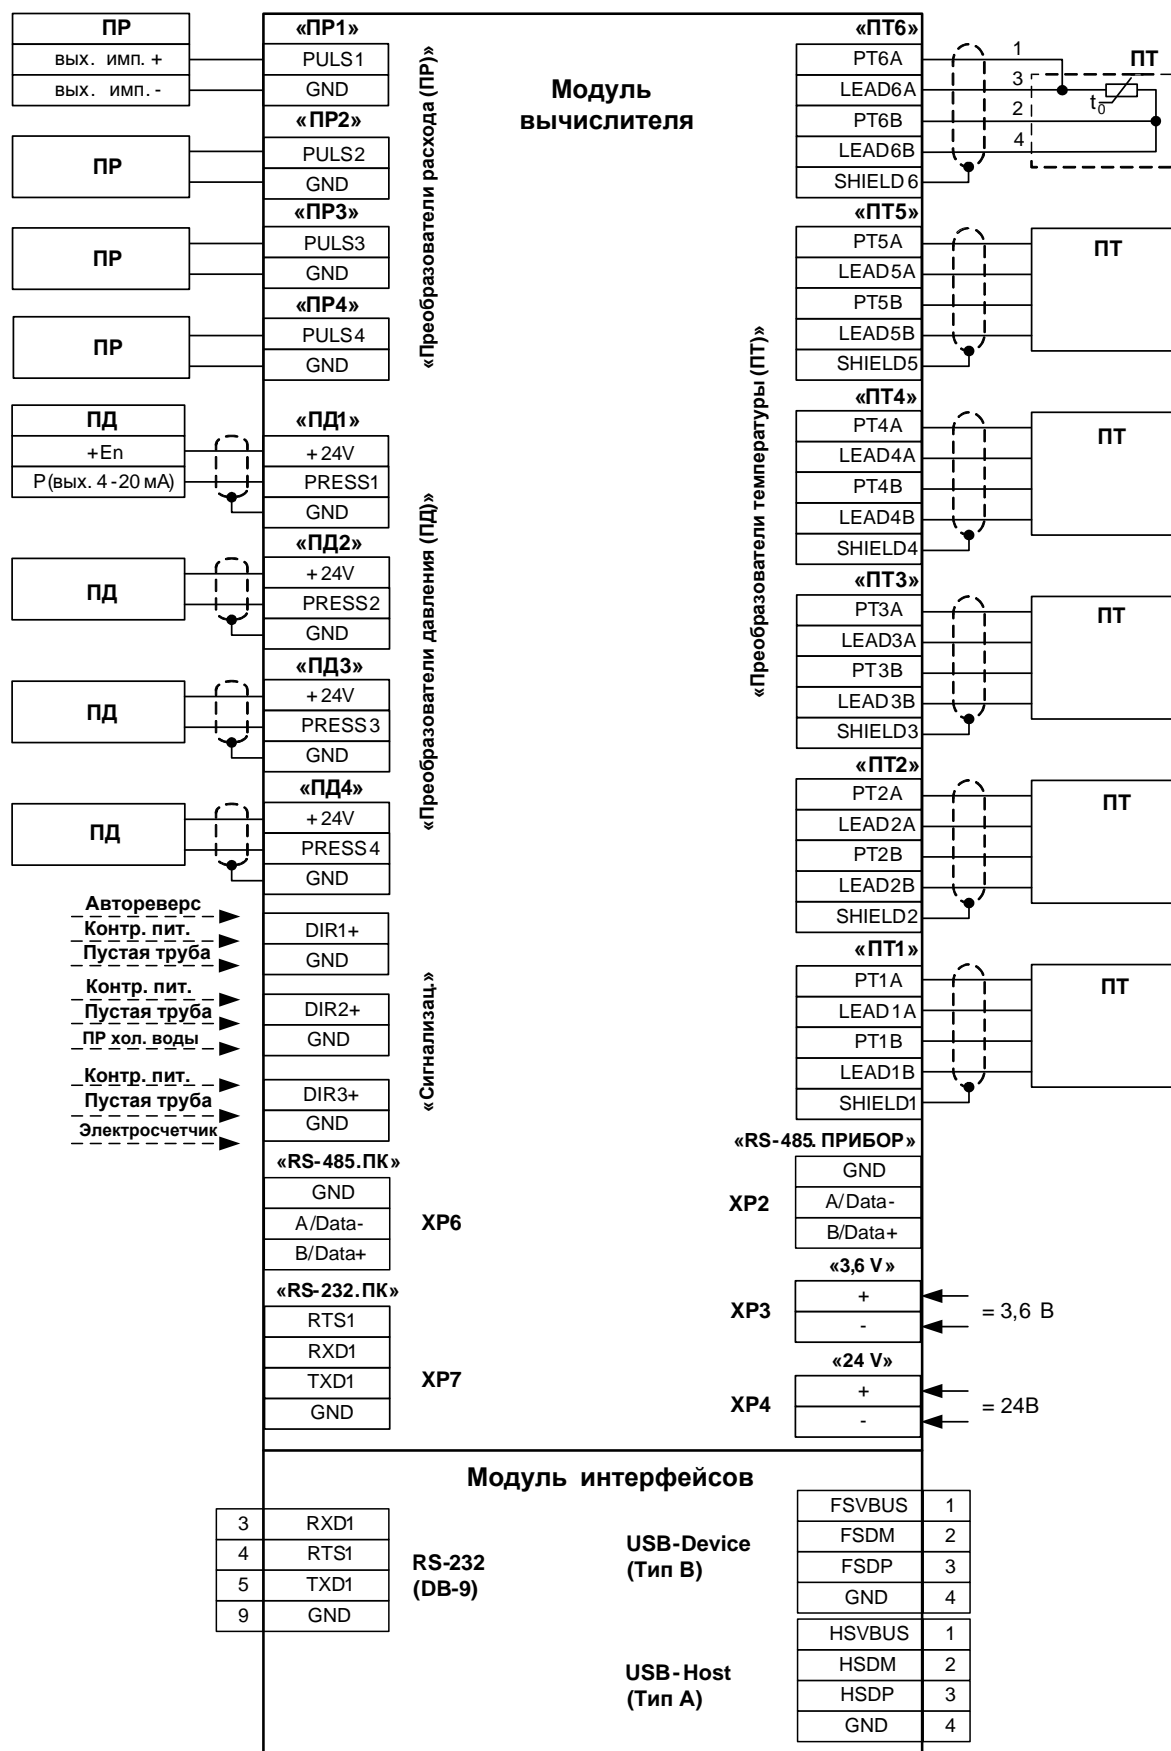 Модуль
вычислителя
ПР
вых. имп. +
вых. имп. -
«ПР1»
PULS1
GND
ПР
«ПР2»
PULS2
GND
ПР
«ПР3»
PULS3
GND
ПР
«ПР4»
PULS4
GND
«Преобразователи расхода (ПР)»
ПД
+En
P(вых. 4-20 мА)
«ПД1»
+24V
PRESS1
GND
ПД
«ПД2»
+24V
PRESS2
GND
ПД
«ПД3»
+24V
PRESS3
GND
ПД
«ПД4»
+24V
PRESS4
GND
«Преобразователи давления (ПД)»
Автореверс
Контр. пит.
Пустая труба
DIR1+
GND
Контр. пит.
Пустая труба
ПР хол. воды
DIR2+
GND
Контр. пит.
Пустая труба
Электросчетчик
DIR3+
GND
«Сигнализац.»
«RS-485.ПК»
GND
A/Data-
B/Data+
XP6
«RS-232.ПК»
RTS1
RXD1
TXD1
GND
XP7
«ПТ6»
PT6A
LEAD6A
PT6B
LEAD6B
SHIELD6
1
3
2
4
ПТ
t0
«ПТ5»
PT5A
LEAD5A
PT5B
LEAD5B
SHIELD5
ПТ
«ПТ4»
PT4A
LEAD4A
PT4B
LEAD4B
SHIELD4
ПТ
«ПТ3»
PT3A
LEAD3A
PT3B
LEAD3B
SHIELD3
ПТ
«ПТ2»
PT2A
LEAD2A
PT2B
LEAD2B
SHIELD2
ПТ
«ПТ1»
PT1A
LEAD1A
PT1B
LEAD1B
SHIELD1
ПТ
«Преобразователи температуры (ПТ)»
«RS-485. ПРИБОР»
XP2
GND
A/Data-
B/Data+
«3,6 V»
XP3
+
-
= 3,6 В
«24 V»
XP4
+
-
= 24В
Модуль интерфейсов
3 RXD1
4 RTS1
5 TXD1
9 GND
RS-232
(DB-9)
USB-Device
(Тип B)
FSVBUS 1
FSDM 2
FSDP 3
GND 4
USB-Host
(Тип A)
HSVBUS 1
HSDM 2
HSDP 3
GND 4